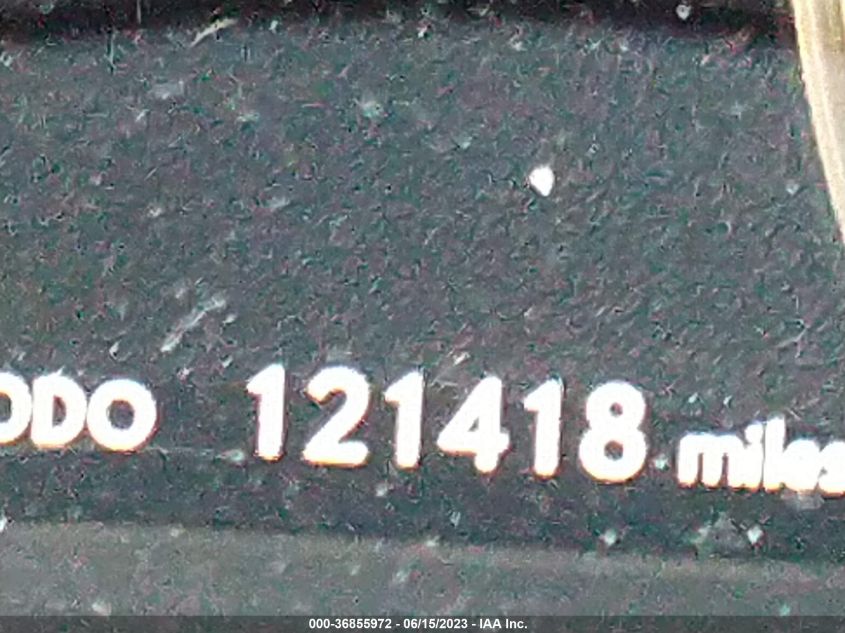 ODO 121418 miles
000-36855972 - 06/15/2023 - IAA Inc.